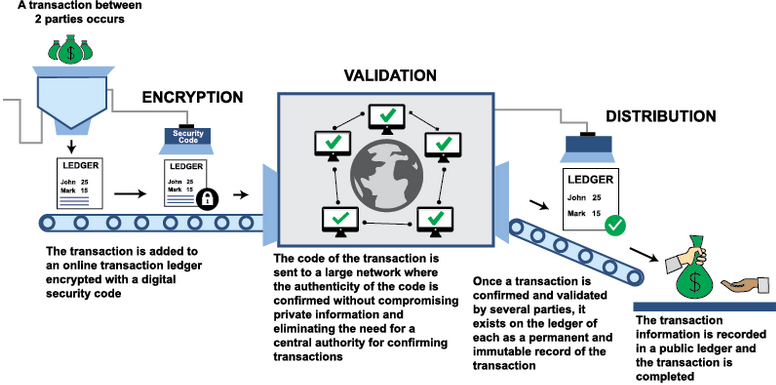 A transaction between
2 parties occurs
ENCRYPTION
VALIDATION
DISTRIBUTION
Security
Code
LEDGER
John 25
Mark 15
LEDGER
John 25
Mark 15
LEDGER
John 25
Mark 15
The transaction is added to
an online transaction ledger
encrypted with a digital
security code
The code of the transaction is
sent to a large network where
the authenticity of the code is
confirmed without compromising
private information and
eliminating the need for a
central authority for confirming
transactions
Once a transaction is
confirmed and validated
by several parties, it
exists on the ledger of
each as a permanent and
immutable record of the
transaction
The transaction
information is recorded
in a public ledger and
the transaction is
completed